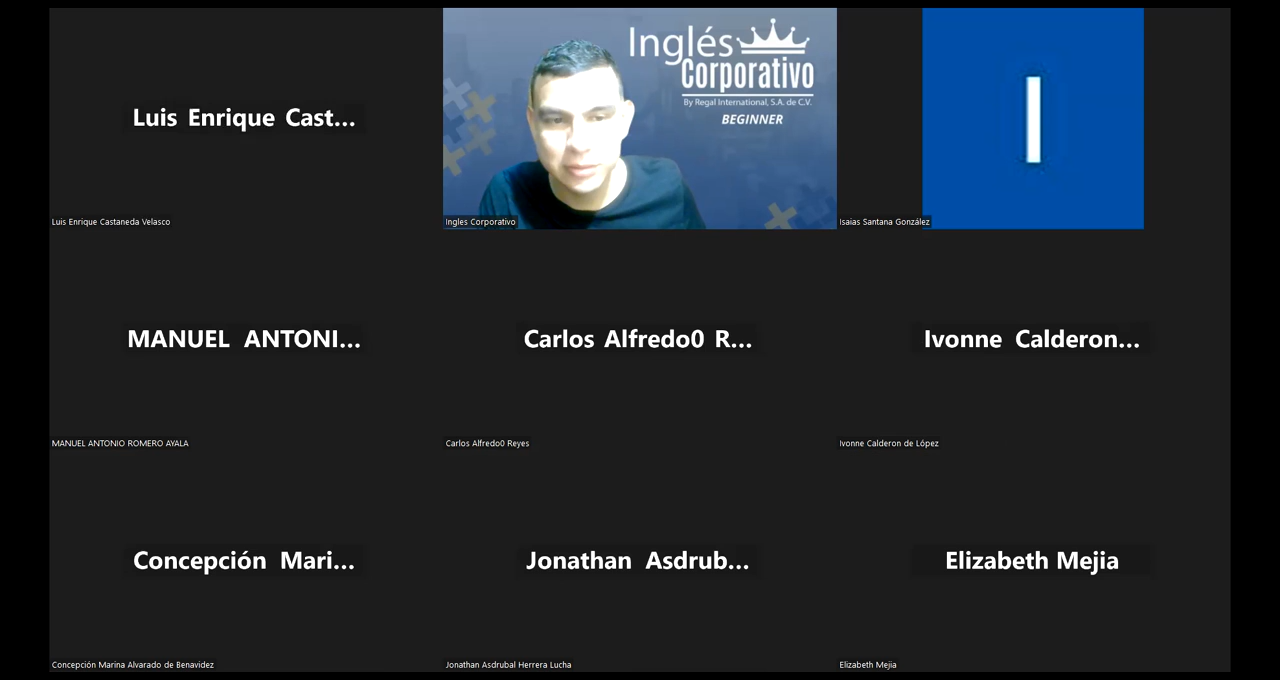 Luis Enrique Cast...
Luis Enrique Castaneda Velasco
Inglés
Corporativo
By Regal International, S.A. de C.V.
BEGINNER
Ingles Corporativo
I
Isaias Santana González
MANUEL ANTONI...
MANUEL ANTONIO ROMERO AYALA
Carlos Alfredo0 R...
Carlos Alfredo0 Reyes
Ivonne Calderon...
Ivonne Calderon de López
Concepción Mari...
Concepción Marina Alvarado de Benavidez
Jonathan Asdrub...
Jonathan Asdrubal Herrera Lucha
Elizabeth Mejia
Elizabeth Mejia